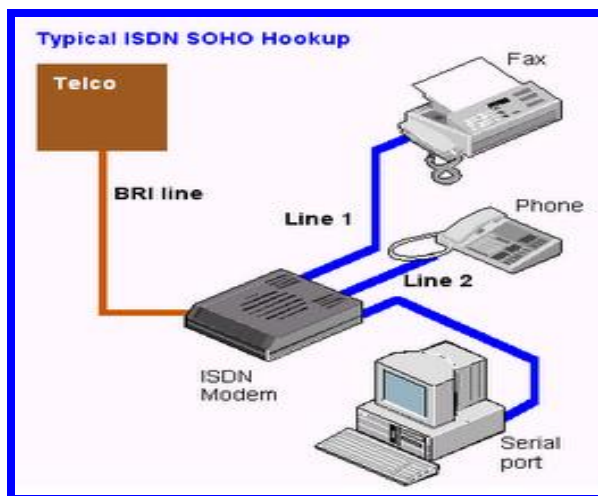 Typical ISDN SOHO Hookup
Telco
Fax
BRI line
Line 1
Phone
Line 2
ISDN
Modem
Serial
port